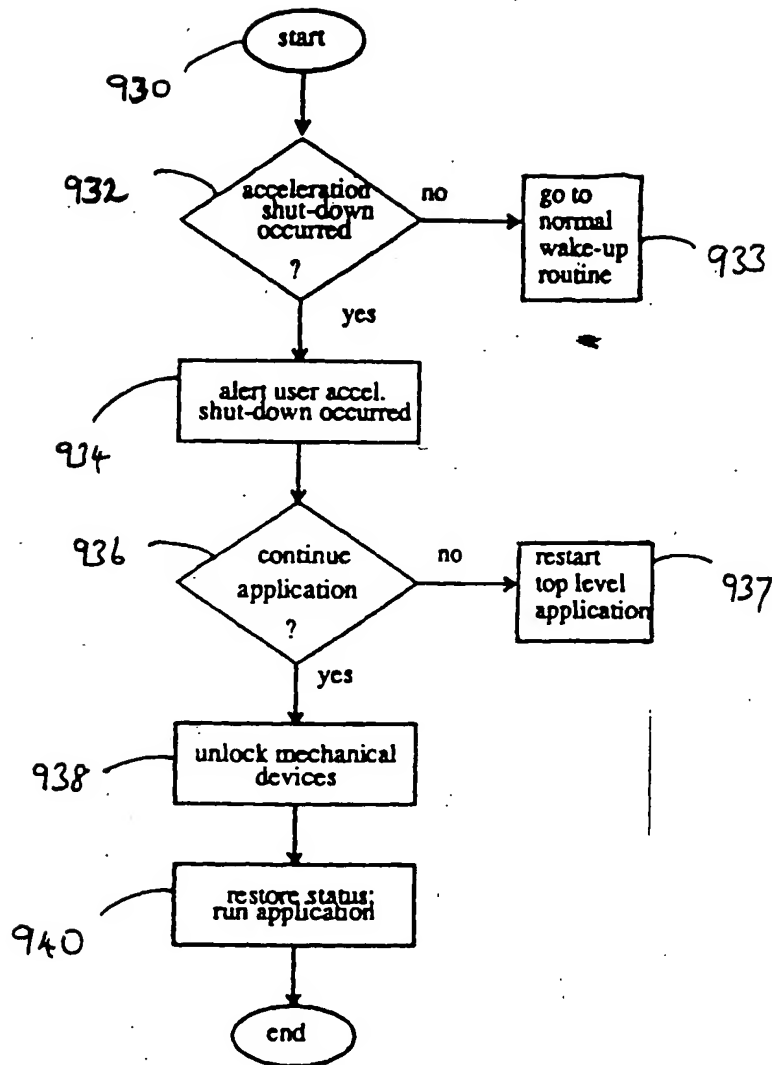 start
930
932
acceleration
shut-down
occurred
?
no
go to
normal
wake-up
routine
933
yes
alert user accel.
shut-down occurred
934
936
continue
application
?
no
restart
top level
application
937
yes
938
unlock mechanical
devices
restore status;
run application
940
end